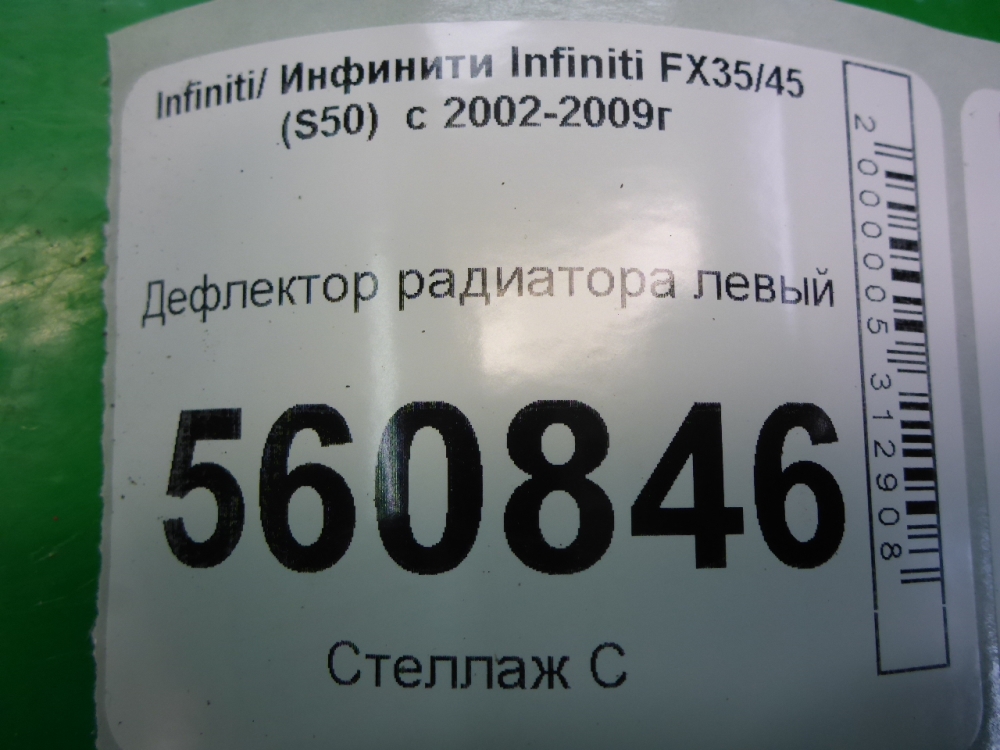 Infiniti/ Инфинити Infiniti FX35/45
(S50) с 2002-2009г
Дефлектор радиатора левый
560846
Стеллаж С
2000005312908